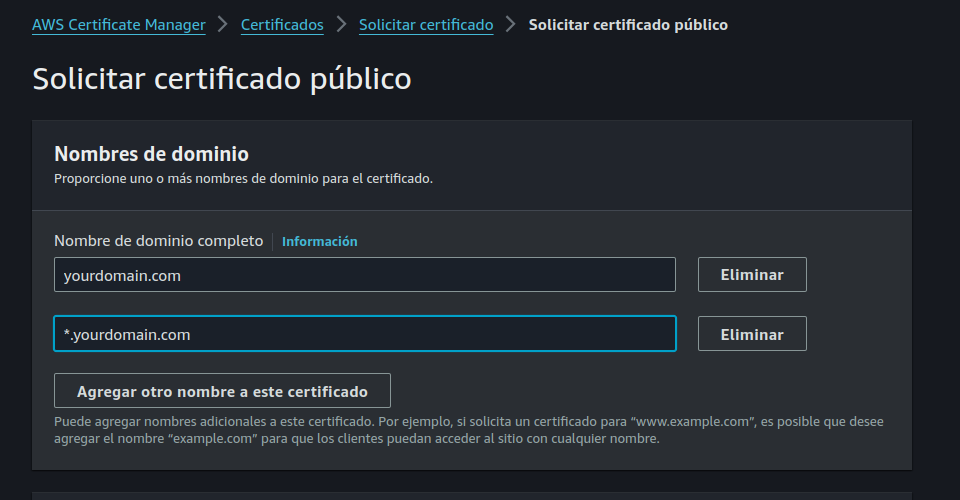 AWS Certificate Manager > Certificados > Solicitar certificado > Solicitar certificado público
Solicitar certificado público
Nombres de dominio
Proporcione uno o más nombres de dominio para el certificado.
Nombre de dominio completo | Información
yourdomain.com Eliminar
*.yourdomain.com Eliminar
Agregar otro nombre a este certificado
Puede agregar nombres adicionales a este certificado. Por ejemplo, si solicita un certificado para “www.example.com”, es posible que desee
agregar el nombre “example.com” para que los clientes puedan acceder al sitio con cualquier nombre.